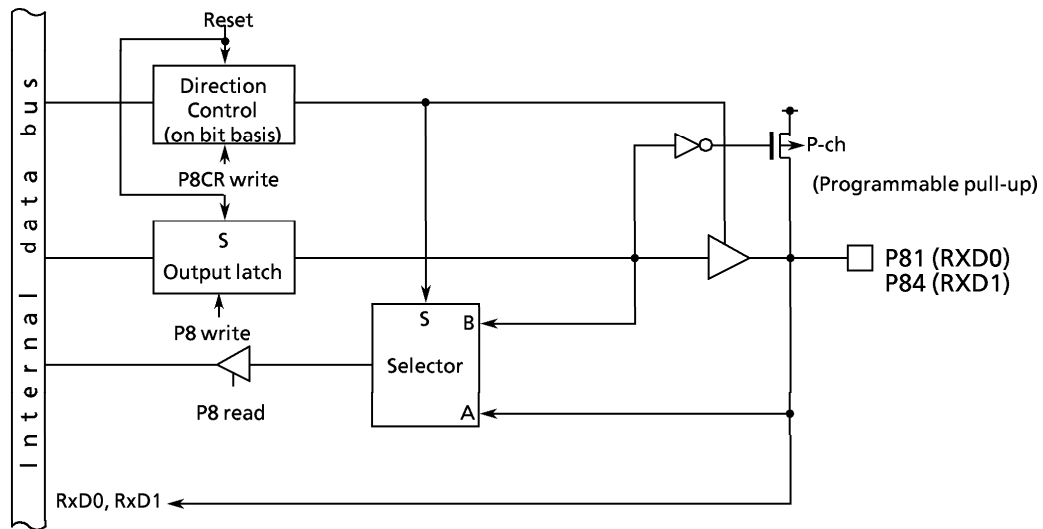 Internal data bus
Reset
Direction
Control
(on bit basis)
P8CR write
P-ch
(Programmable pull-up)
S
Output latch
P81 (RXD0)
P84 (RXD1)
P8 write
S
B
Selector
A
P8 read
RxD0, RxD1